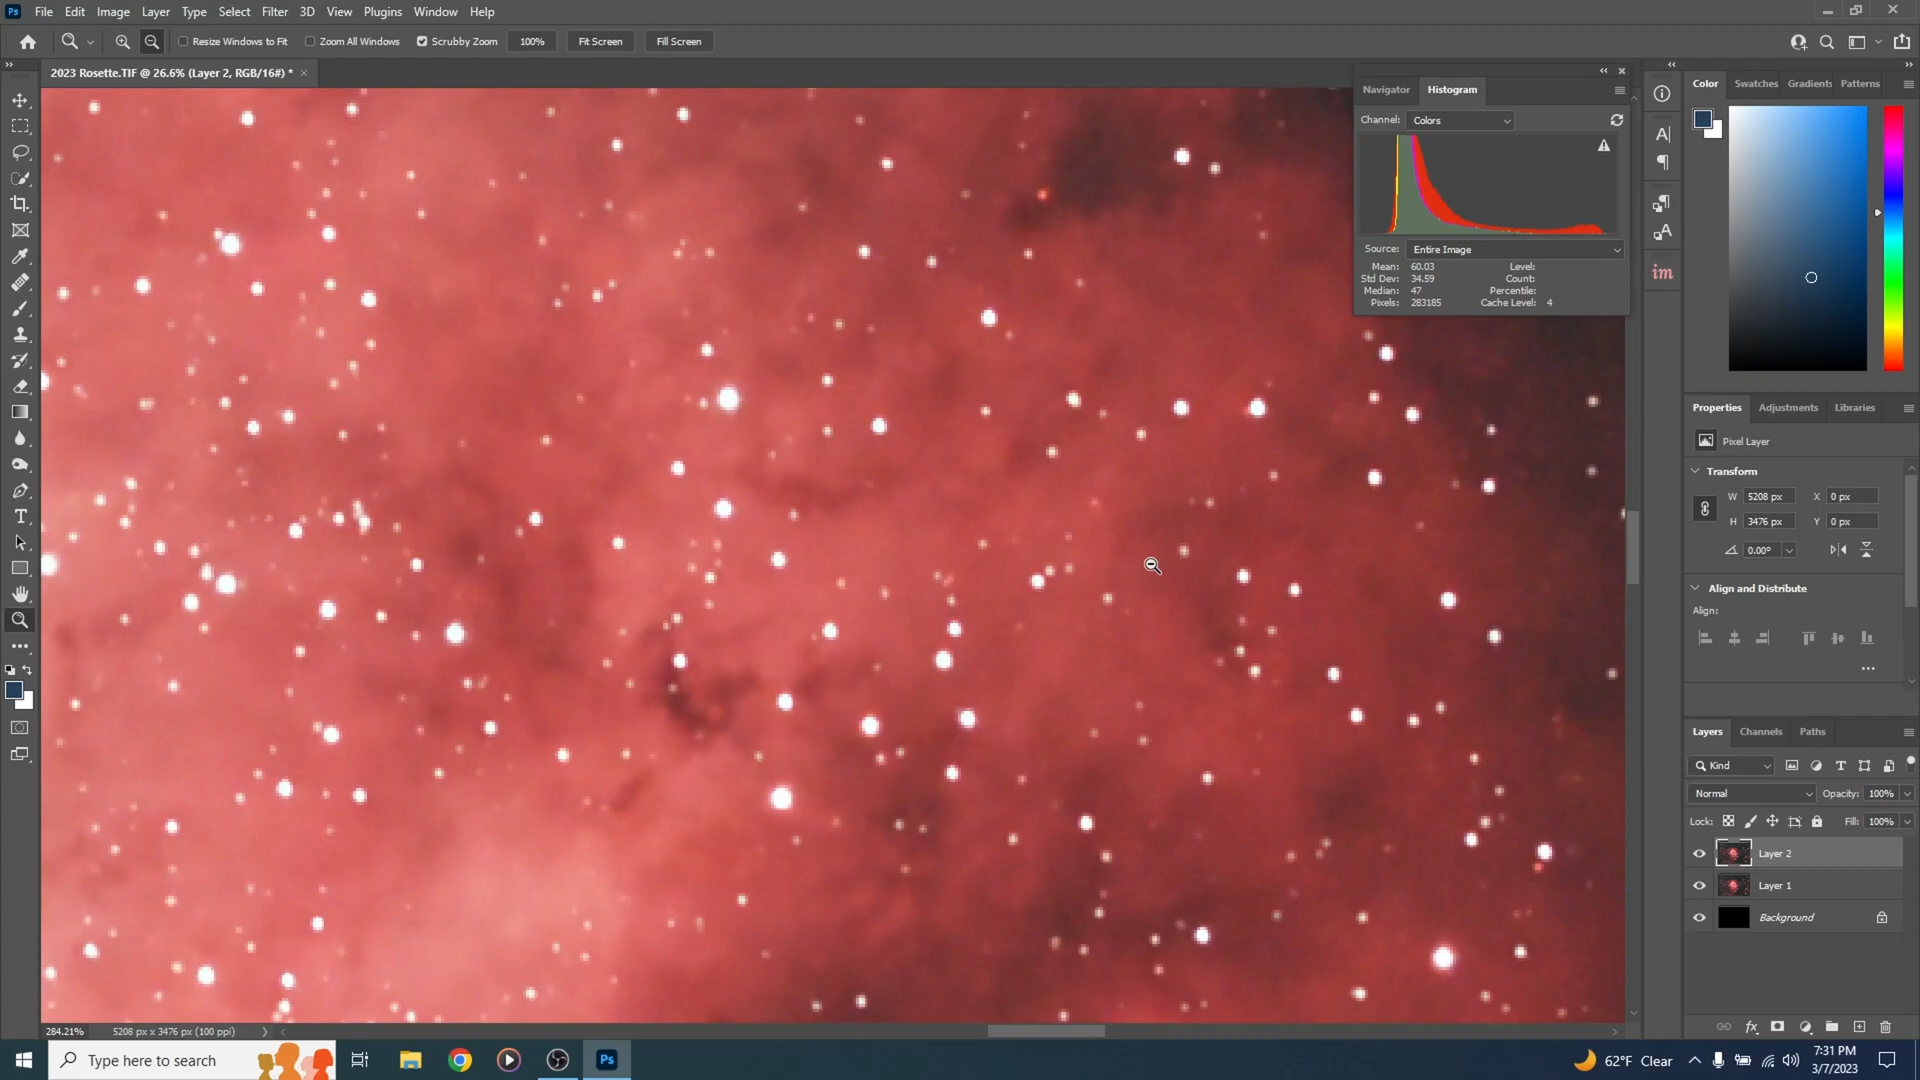 Ps File Edit Image Layer Type Select Filter 3D View Plugins Window Help
Resize Windows to Fit Zoom All Windows Scrubby Zoom 100% Fit Screen Fill Screen
2023 Rosette.TIF @ 26.6% (Layer 2, RGB/16#) *
Navigator Histogram
Channel: Colors
Source: Entire Image
Mean: 60.03 Level:
Std Dev: 34.59 Count:
Median: 47 Percentile:
Pixels: 283185 Cache Level: 4
im
Color Swatches Gradients Patterns
Properties Adjustments Libraries
Pixel Layer
Transform
W 5208 px X 0 px
H 3476 px Y 0 px
0.00°
Align and Distribute
Align:
Layers Channels Paths
Kind
Normal Opacity: 100%
Lock: Fill: 100%
Layer 2
Layer 1
Background
fx
284.21% 5208 px x 3476 px (100 ppi)
Type here to search
Ps
62°F Clear
7:31 PM
3/7/2023